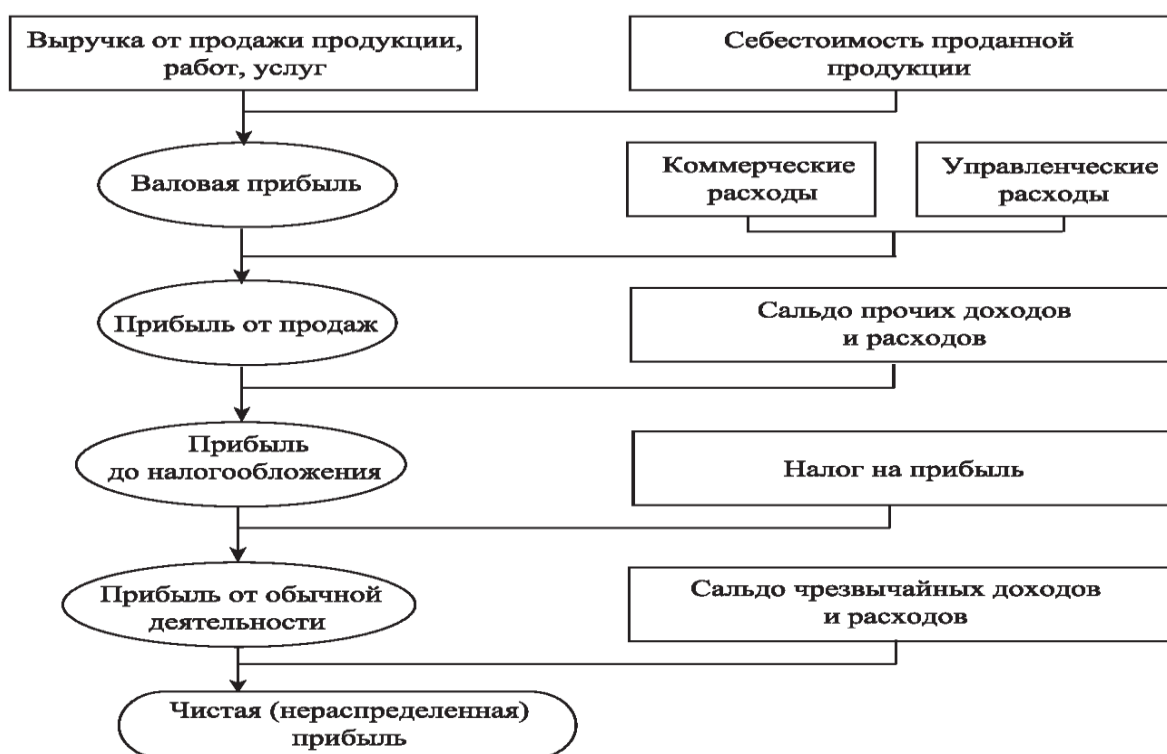 Выручка от продажи продукции,
работ, услуг
Себестоимость проданной
продукции
Валовая прибыль
Коммерческие
расходы
Управленческие
расходы
Прибыль от продаж
Сальдо прочих доходов
и расходов
Прибыль
до налогообложения
Налог на прибыль
Прибыль от обычной
деятельности
Сальдо чрезвычайных доходов
и расходов
Чистая (нераспределенная)
прибыль